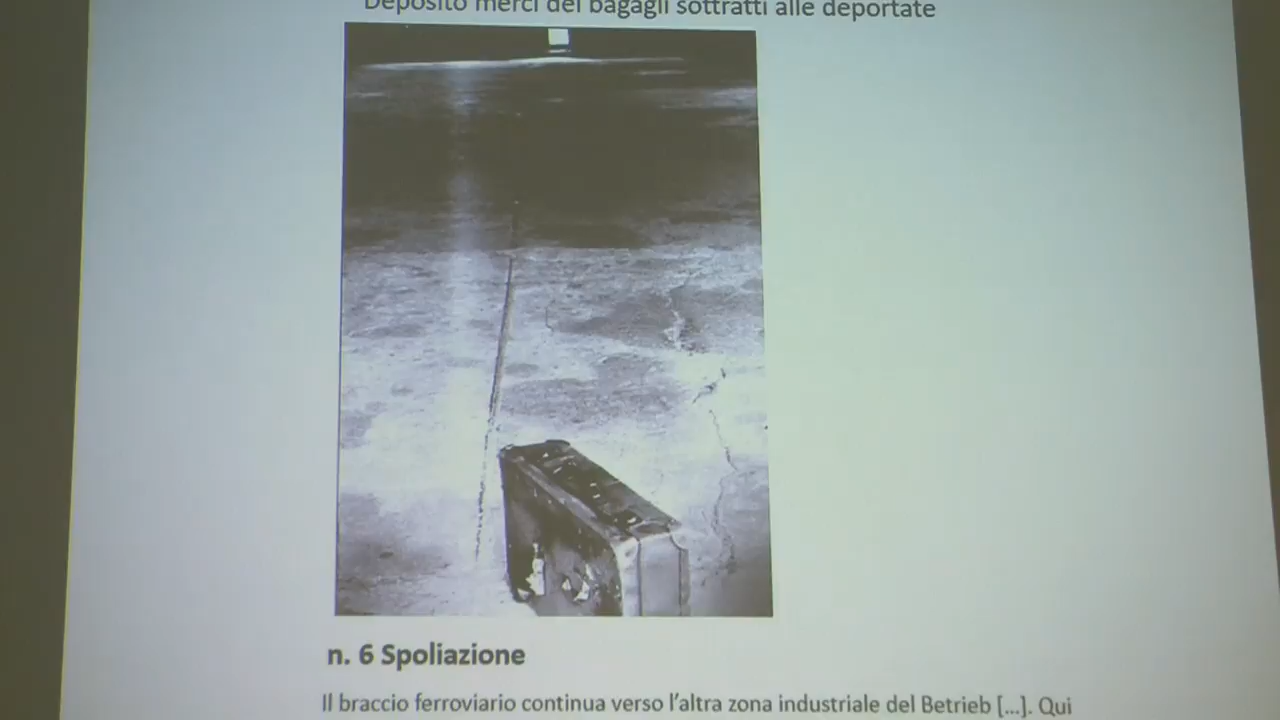 Deposito merci dei bagagli sottratti alle deportate
n. 6 Spoliazione
Il braccio ferroviario continua verso l'altra zona industriale del Betrieb [...]. Qui